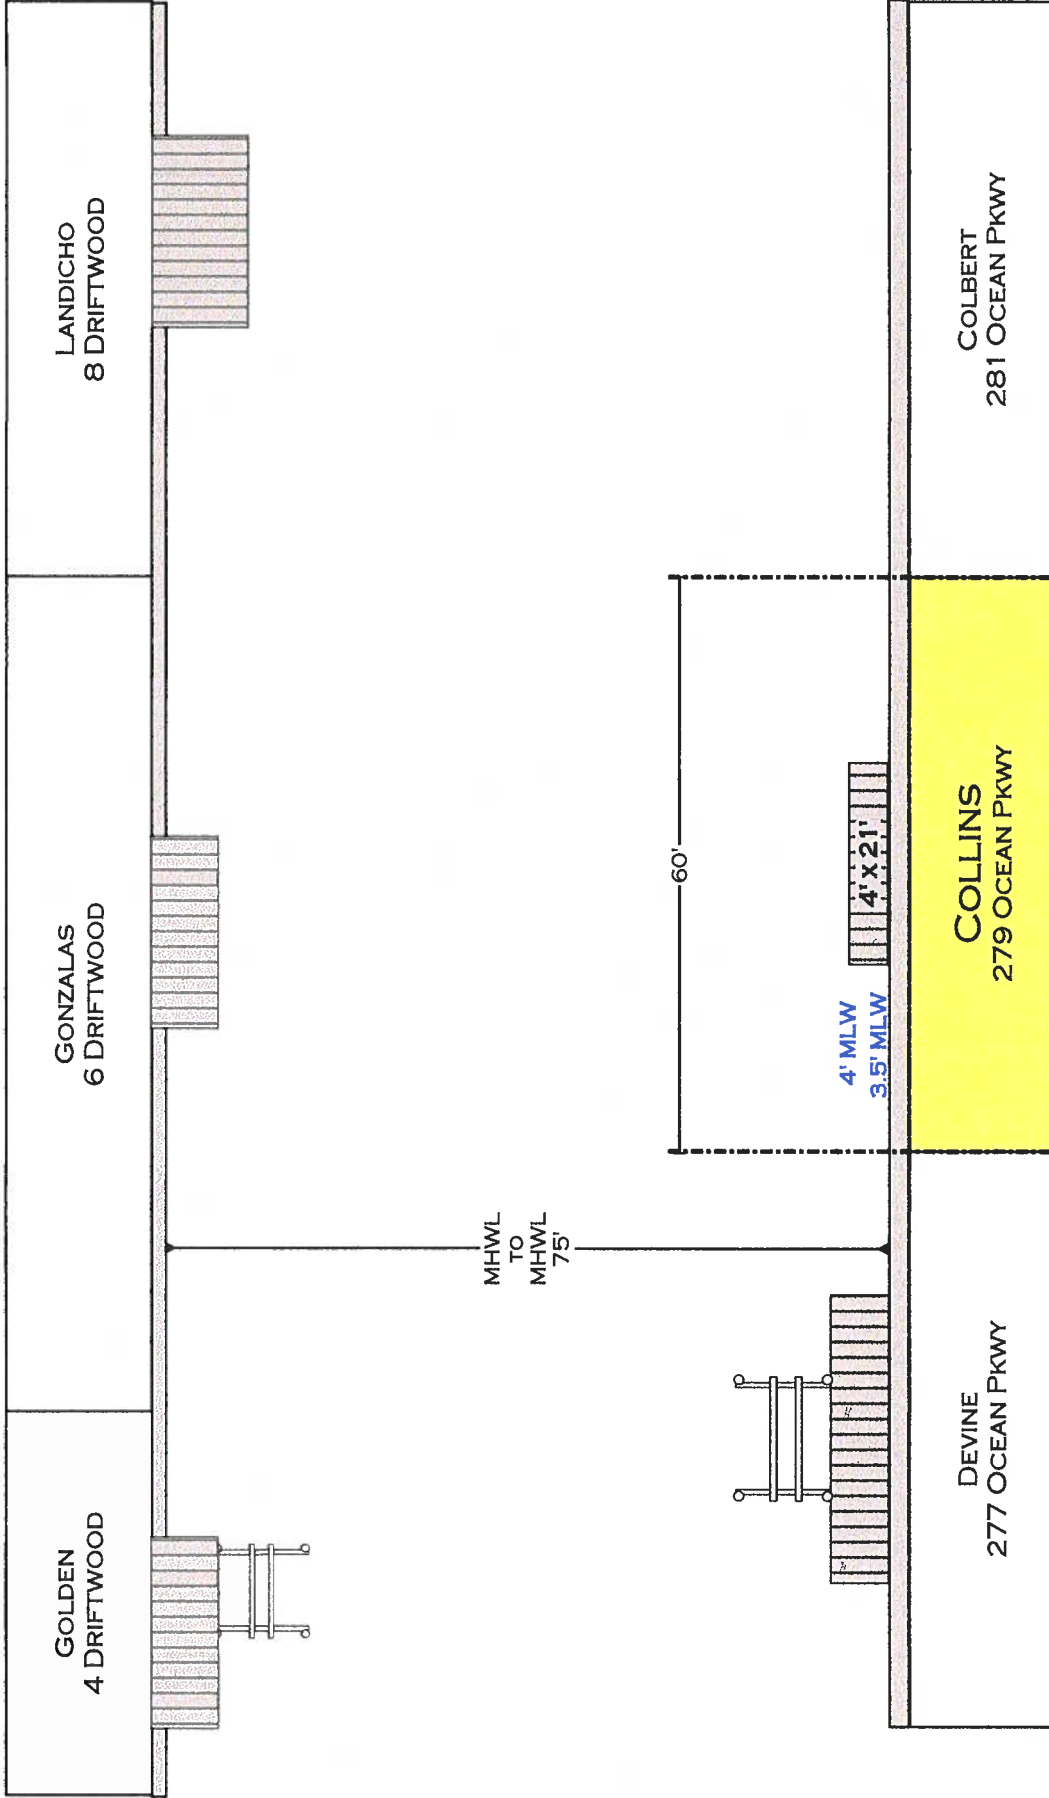 GOLDEN
4 DRIFTWOOD
GONZALAS
6 DRIFTWOOD
LANDICHO
8 DRIFTWOOD
MHWL
TO
MHWL
75'
60'
4' MLW
3.5' MLW
4' X 21'
DEVINE
277 OCEAN PKWY
COLLINS
279 OCEAN PKWY
COLBERT
281 OCEAN PKWY